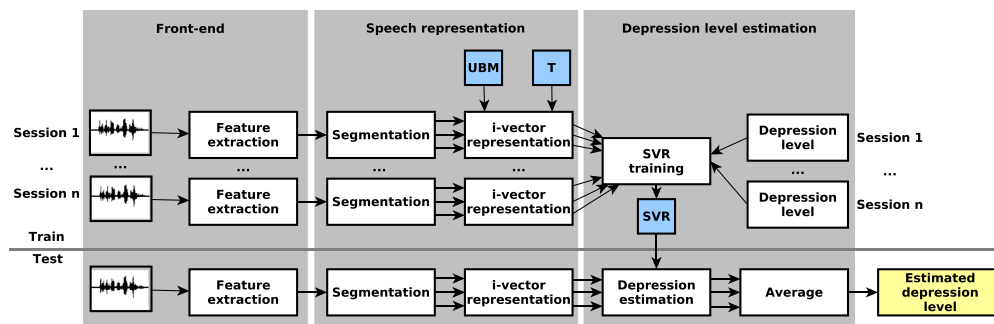 Front-end
Speech representation
Depression level estimation
UBM
T
Session 1
Feature
extraction
Segmentation
i-vector
representation
SVR
training
Depression
level
Session 1
...
...
...
...
...
...
...
Session n
Feature
extraction
Segmentation
i-vector
representation
SVR
Depression
level
Session n
Train
Test
Feature
extraction
Segmentation
i-vector
representation
Depression
estimation
Average
Estimated
depression
level